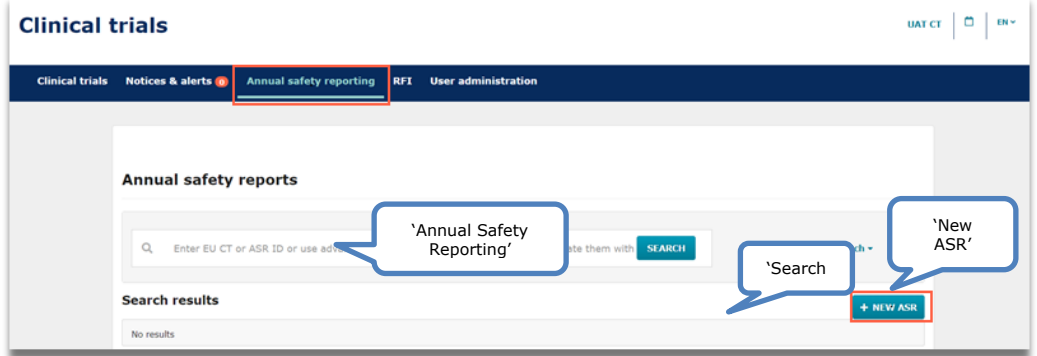 Clinical trials
UAT CT EN
Clinical trials Notices & alerts 0 Annual safety reporting RFI User administration
Annual safety reports
Enter EU CT or ASR ID or use adv
'Annual Safety
Reporting'
ate them with SEARCH
'Search
'New
ASR'
Search results
+ NEW ASR
No results